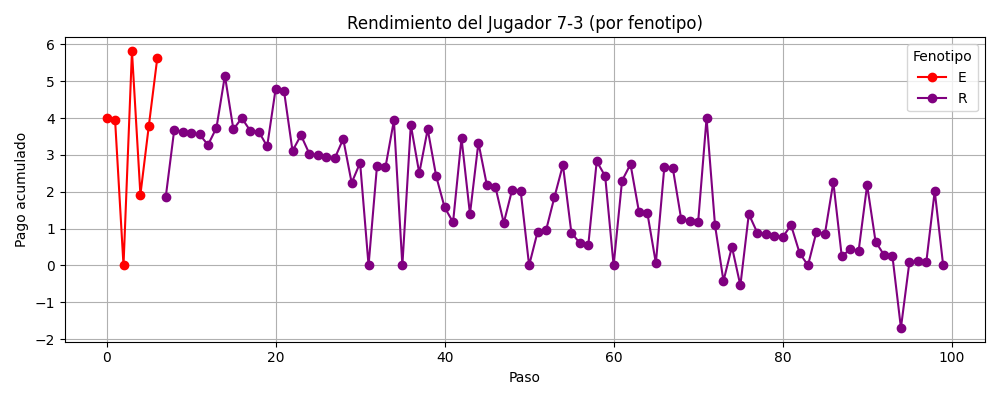 Rendimiento del Jugador 7-3 (por fenotipo)
Pago acumulado
6
5
4
3
2
1
0
−1
−2
Fenotipo
E
R
0 20 40 60 80 100
Paso